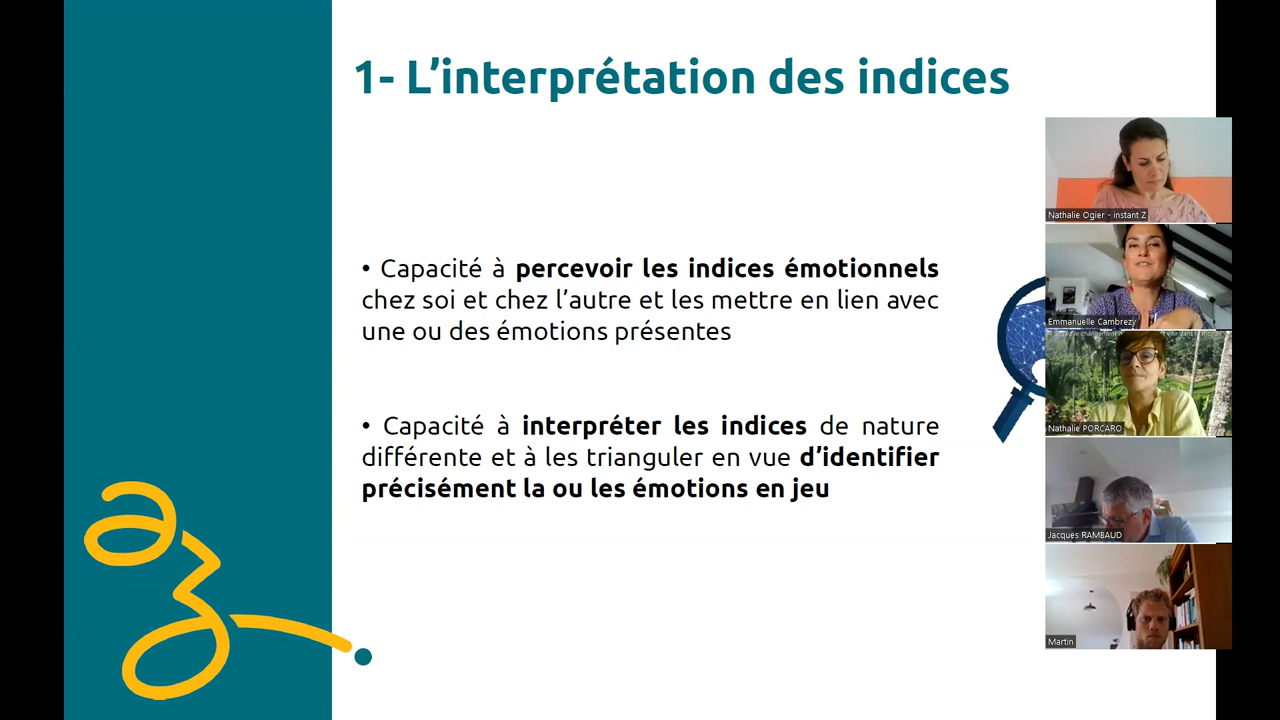 1- L’interprétation des indices
• Capacité à percevoir les indices émotionnels
chez soi et chez l’autre et les mettre en lien avec
une ou des émotions présentes
• Capacité à interpréter les indices de nature
différente et à les trianguler en vue d’identifier
précisément la ou les émotions en jeu
az
Nathalie Ogier - instant Z
Emmanuelle Cambrezy
Nathalie PORCARO
Jacques RAMBAUD
Martin